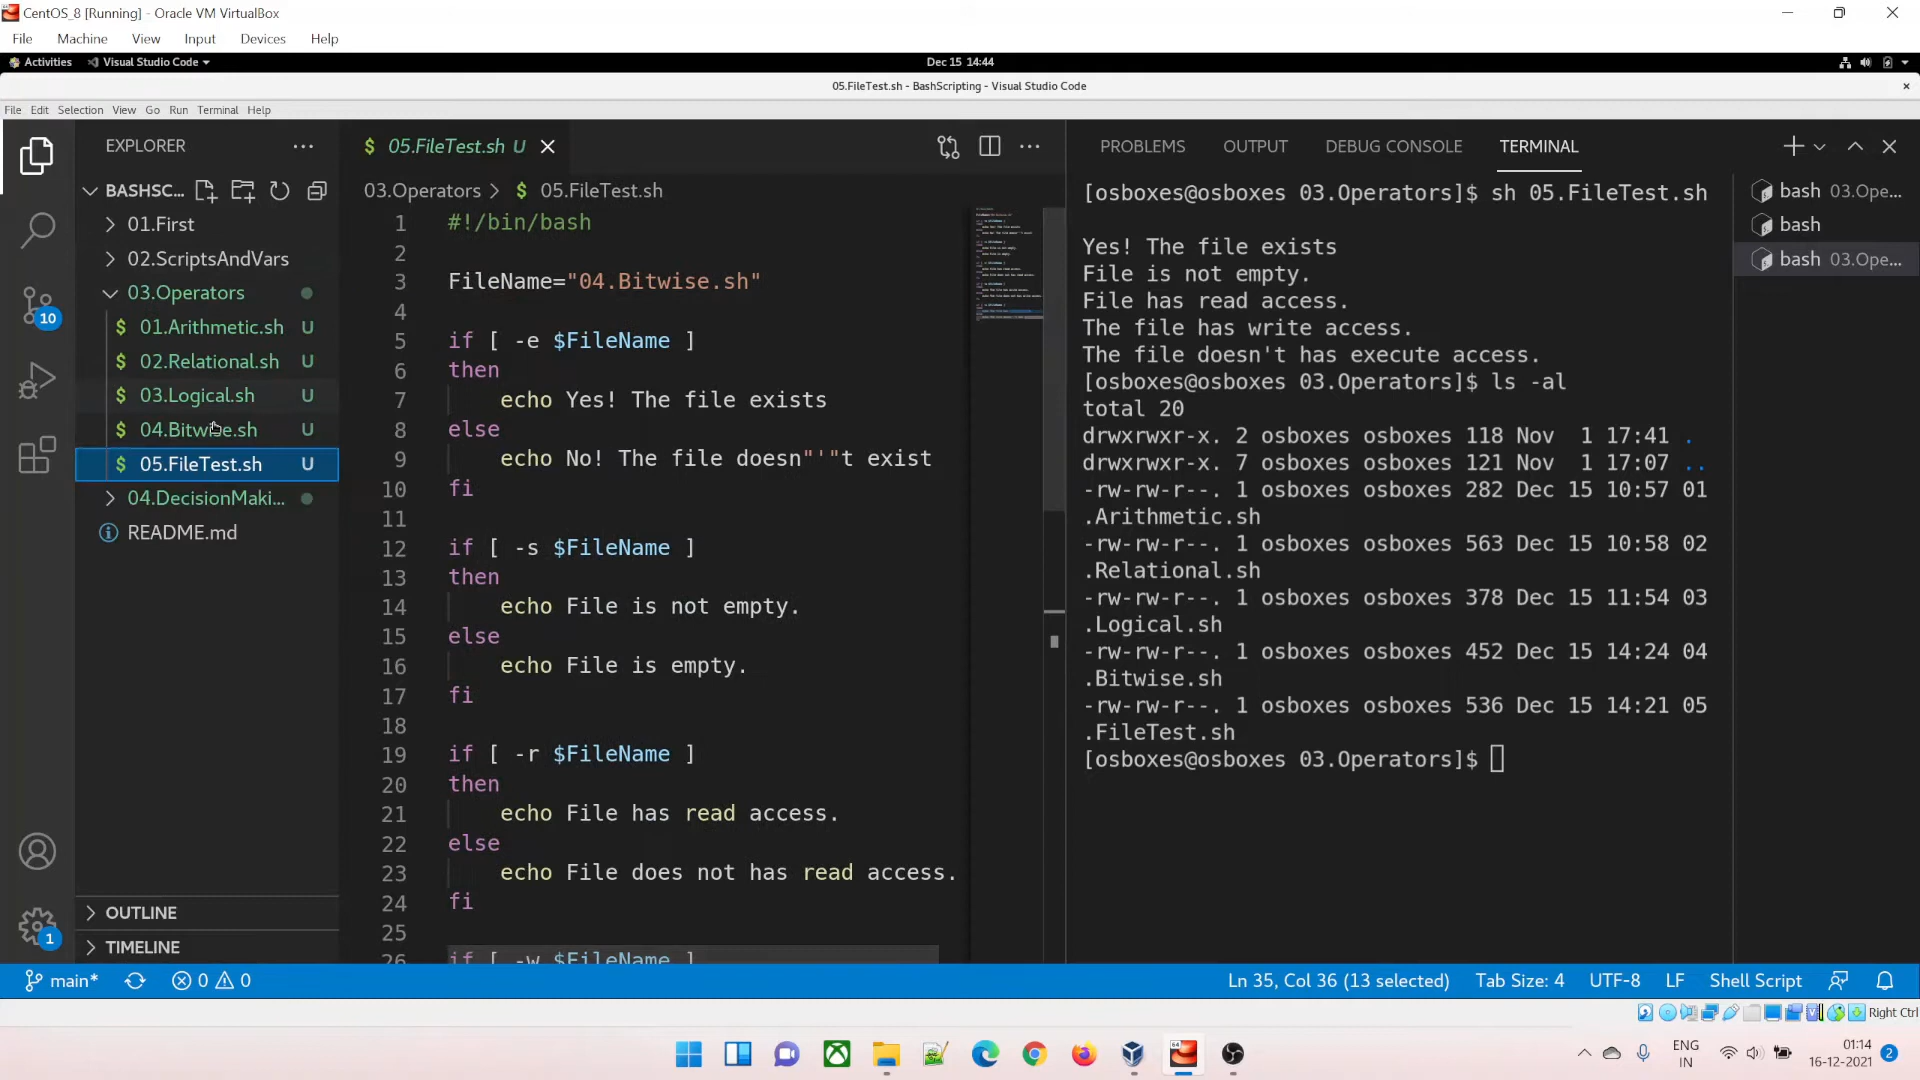 CentOS_8 [Running] - Oracle VM VirtualBox
File Machine View Input Devices Help
Activities Visual Studio Code Dec 15 14:44
05.FileTest.sh - BashScripting - Visual Studio Code
File Edit Selection View Go Run Terminal Help
EXPLORER
BASHSC...
01.First
02.ScriptsAndVars
03.Operators
$ 01.Arithmetic.sh U
$ 02.Relational.sh U
$ 03.Logical.sh U
$ 04.Bitwise.sh U
$ 05.FileTest.sh U
04.DecisionMaki...
README.md
OUTLINE
TIMELINE
10
1
$ 05.FileTest.sh U
03.Operators > $ 05.FileTest.sh
1 #!/bin/bash
2
3 FileName="04.Bitwise.sh"
4
5 if [ -e $FileName ]
6 then
7 echo Yes! The file exists
8 else
9 echo No! The file doesn"'"t exist
10 fi
11
12 if [ -s $FileName ]
13 then
14 echo File is not empty.
15 else
16 echo File is empty.
17 fi
18
19 if [ -r $FileName ]
20 then
21 echo File has read access.
22 else
23 echo File does not has read access.
24 fi
25
26 if [ -w $FileName ]
PROBLEMS OUTPUT DEBUG CONSOLE TERMINAL
[osboxes@osboxes 03.Operators]$ sh 05.FileTest.sh
Yes! The file exists
File is not empty.
File has read access.
The file has write access.
The file doesn't has execute access.
[osboxes@osboxes 03.Operators]$ ls -al
total 20
drwxrwxr-x. 2 osboxes osboxes 118 Nov 1 17:41 .
drwxrwxr-x. 7 osboxes osboxes 121 Nov 1 17:07 ..
-rw-rw-r--. 1 osboxes osboxes 282 Dec 15 10:57 01
.Arithmetic.sh
-rw-rw-r--. 1 osboxes osboxes 563 Dec 15 10:58 02
.Relational.sh
-rw-rw-r--. 1 osboxes osboxes 378 Dec 15 11:54 03
.Logical.sh
-rw-rw-r--. 1 osboxes osboxes 452 Dec 15 14:24 04
.Bitwise.sh
-rw-rw-r--. 1 osboxes osboxes 536 Dec 15 14:21 05
.FileTest.sh
[osboxes@osboxes 03.Operators]$
bash 03.Ope...
bash
bash 03.Ope...
main* 0 0 Ln 35, Col 36 (13 selected) Tab Size: 4 UTF-8 LF Shell Script
Right Ctrl
ENG
IN
01:14
16-12-2021
2